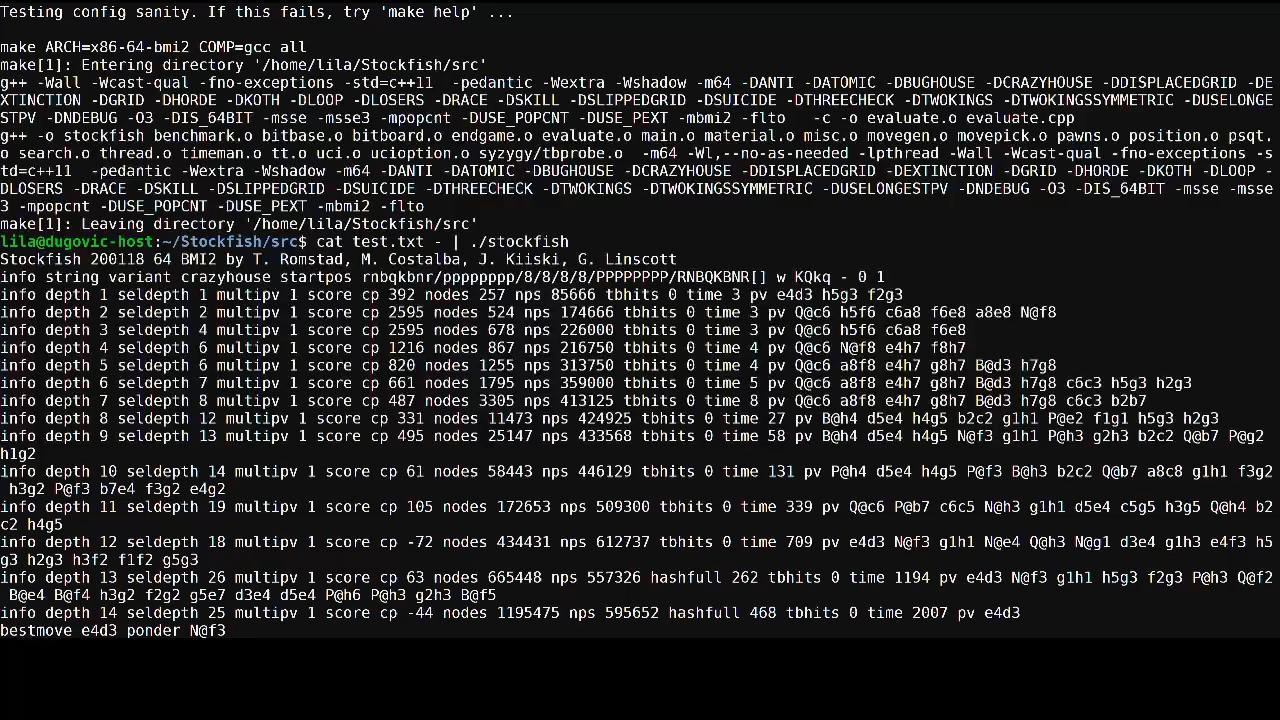 Testing config sanity. If this fails, try 'make help' ...
make ARCH=x86-64-bmi2 COMP=gcc all
make[1]: Entering directory '/home/lila/Stockfish/src'
g++ -Wall -Wcast-qual -fno-exceptions -std=c++11  -pedantic -Wextra -Wshadow -m64 -DANTI -DATOMIC -DBUGHOUSE -DCRAZYHOUSE -DDISPLACEDGRID -DE
XTINCTION -DGRID -DHORDE -DKOTH -DLOOP -DLOSERS -DRACE -DSKILL -DSLIPPEDGRID -DSUICIDE -DTHREECHECK -DTWOKINGS -DTWOKINGSSYMMETRIC -DUSELONGE
STPV -DNDEBUG -O3 -DIS_64BIT -msse -msse3 -mpopcnt -DUSE_POPCNT -DUSE_PEXT -mbmi2 -flto   -c -o evaluate.o evaluate.cpp
g++ -o stockfish benchmark.o bitbase.o bitboard.o endgame.o evaluate.o main.o material.o misc.o movegen.o movepick.o pawns.o position.o psqt.
o search.o thread.o timeman.o tt.o uci.o ucioption.o syzygy/tbprobe.o  -m64 -Wl,--no-as-needed -lpthread -Wall -Wcast-qual -fno-exceptions -s
td=c++11  -pedantic -Wextra -Wshadow -m64 -DANTI -DATOMIC -DBUGHOUSE -DCRAZYHOUSE -DDISPLACEDGRID -DEXTINCTION -DGRID -DHORDE -DKOTH -DLOOP -
DLOSERS -DRACE -DSKILL -DSLIPPEDGRID -DSUICIDE -DTHREECHECK -DTWOKINGS -DTWOKINGSSYMMETRIC -DUSELONGESTPV -DNDEBUG -O3 -DIS_64BIT -msse -msse
3 -mpopcnt -DUSE_POPCNT -DUSE_PEXT -mbmi2 -flto
make[1]: Leaving directory '/home/lila/Stockfish/src'
lila@dugovic-host:~/Stockfish/src$ cat test.txt - | ./stockfish
Stockfish 200118 64 BMI2 by T. Romstad, M. Costalba, J. Kiiski, G. Linscott
info string variant crazyhouse startpos rnbqkbnr/pppppppp/8/8/8/8/PPPPPPPP/RNBQKBNR[] w KQkq - 0 1
info depth 1 seldepth 1 multipv 1 score cp 392 nodes 257 nps 85666 tbhits 0 time 3 pv e4d3 h5g3 f2g3
info depth 2 seldepth 2 multipv 1 score cp 2595 nodes 524 nps 174666 tbhits 0 time 3 pv Q@c6 h5f6 c6a8 f6e8 a8e8 N@f8
info depth 3 seldepth 4 multipv 1 score cp 2595 nodes 678 nps 226000 tbhits 0 time 3 pv Q@c6 h5f6 c6a8 f6e8
info depth 4 seldepth 6 multipv 1 score cp 1216 nodes 867 nps 216750 tbhits 0 time 4 pv Q@c6 N@f8 e4h7 f8h7
info depth 5 seldepth 6 multipv 1 score cp 820 nodes 1255 nps 313750 tbhits 0 time 4 pv Q@c6 a8f8 e4h7 g8h7 B@d3 h7g8
info depth 6 seldepth 7 multipv 1 score cp 661 nodes 1795 nps 359000 tbhits 0 time 5 pv Q@c6 a8f8 e4h7 g8h7 B@d3 h7g8 c6c3 h5g3 h2g3
info depth 7 seldepth 8 multipv 1 score cp 487 nodes 3305 nps 413125 tbhits 0 time 8 pv Q@c6 a8f8 e4h7 g8h7 B@d3 h7g8 c6c3 b2b7
info depth 8 seldepth 12 multipv 1 score cp 331 nodes 11473 nps 424925 tbhits 0 time 27 pv B@h4 d5e4 h4g5 b2c2 g1h1 P@e2 f1g1 h5g3 h2g3
info depth 9 seldepth 13 multipv 1 score cp 495 nodes 25147 nps 433568 tbhits 0 time 58 pv B@h4 d5e4 h4g5 N@f3 g1h1 P@h3 g2h3 b2c2 Q@b7 P@g2
h1g2
info depth 10 seldepth 14 multipv 1 score cp 61 nodes 58443 nps 446129 tbhits 0 time 131 pv P@h4 d5e4 h4g5 P@f3 B@h3 b2c2 Q@b7 a8c8 g1h1 f3g2
 h3g2 P@f3 b7e4 f3g2 e4g2
info depth 11 seldepth 19 multipv 1 score cp 105 nodes 172653 nps 509300 tbhits 0 time 339 pv Q@c6 P@b7 c6c5 N@h3 g1h1 d5e4 c5g5 h3g5 Q@h4 b2
c2 h4g5
info depth 12 seldepth 18 multipv 1 score cp -72 nodes 434431 nps 612737 tbhits 0 time 709 pv e4d3 N@f3 g1h1 N@e4 Q@h3 N@g1 d3e4 g1h3 e4f3 h5
g3 h2g3 h3f2 f1f2 g5g3
info depth 13 seldepth 26 multipv 1 score cp 63 nodes 665448 nps 557326 hashfull 262 tbhits 0 time 1194 pv e4d3 N@f3 g1h1 h5g3 f2g3 P@h3 Q@f2
 B@e4 B@f4 h3g2 f2g2 g5e7 d3e4 d5e4 P@h6 P@h3 g2h3 B@f5
info depth 14 seldepth 25 multipv 1 score cp -44 nodes 1195475 nps 595652 hashfull 468 tbhits 0 time 2007 pv e4d3
bestmove e4d3 ponder N@f3